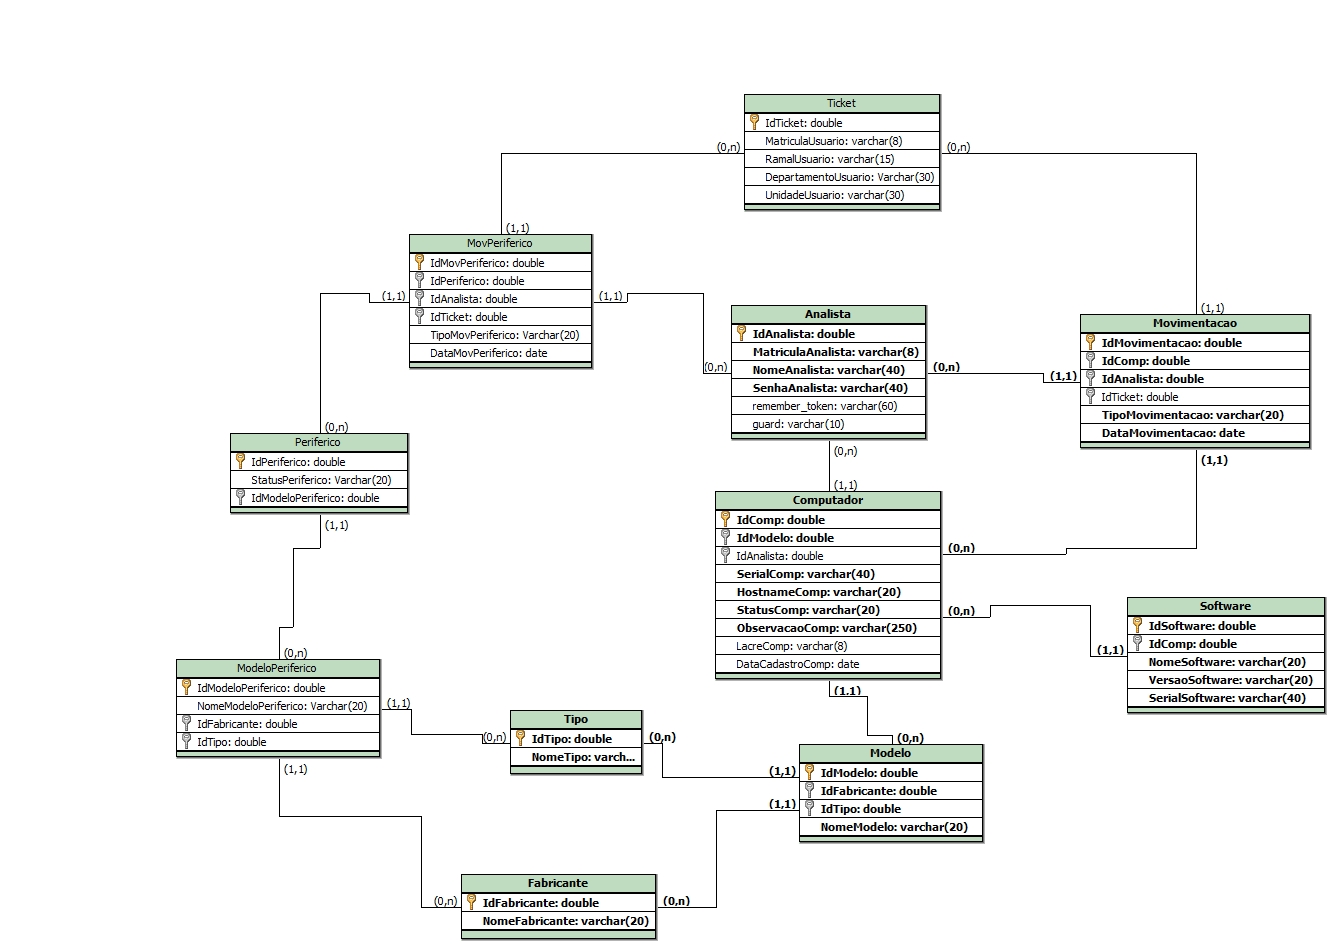 Ticket
IdTicket: double
MatriculaUsuario: varchar(8)
(0,n)
(0,n)
RamalUsuario: varchar(15)
DepartamentoUsuario: Varchar(30)
UnidadeUsuario: varchar(30)
(1,1)
MovPeriferico
IdMovPeriferico: double
IdPeriferico: double
(1,1)
IdAnalista: double
(1,1)
IdTicket: double
TipoMovPeriferico: Varchar(20)
DataMovPeriferico: date
(1,1)
Analista
IdAnalista: double
MatriculaAnalista: varchar(8)
(0,n)
NomeAnalista: varchar(40)
(0,n)
SenhaAnalista: varchar(40)
remember_token: varchar(60)
guard: varchar(10)
Movimentacao
IdMovimentacao: double
IdComp: double
(1,1)
IdAnalista: double
IdTicket: double
TipoMovimentacao: varchar(20)
DataMovimentacao: date
(0,n)
Periferico
IdPeriferico: double
StatusPeriferico: Varchar(20)
IdModeloPeriferico: double
(1,1)
(0,n)
(1,1)
(1,1)
Computador
IdComp: double
IdModelo: double
(0,n)
IdAnalista: double
SerialComp: varchar(40)
HostnameComp: varchar(20)
StatusComp: varchar(20)
(0,n)
ObservacaoComp: varchar(250)
LacreComp: varchar(8)
DataCadastroComp: date
Software
IdSoftware: double
(1,1)
IdComp: double
NomeSoftware: varchar(20)
VersaoSoftware: varchar(20)
SerialSoftware: varchar(40)
(0,n)
ModeloPeriferico
IdModeloPeriferico: double
NomeModeloPeriferico: Varchar(20)
(1,1)
IdFabricante: double
IdTipo: double
(1,1)
Tipo
(0,n)
IdTipo: double
(0,n)
NomeTipo: varch...
(1,1)
(0,n)
Modelo
(1,1)
IdModelo: double
IdFabricante: double
(1,1)
IdTipo: double
NomeModelo: varchar(20)
Fabricante
(0,n)
IdFabricante: double
(0,n)
NomeFabricante: varchar(20)